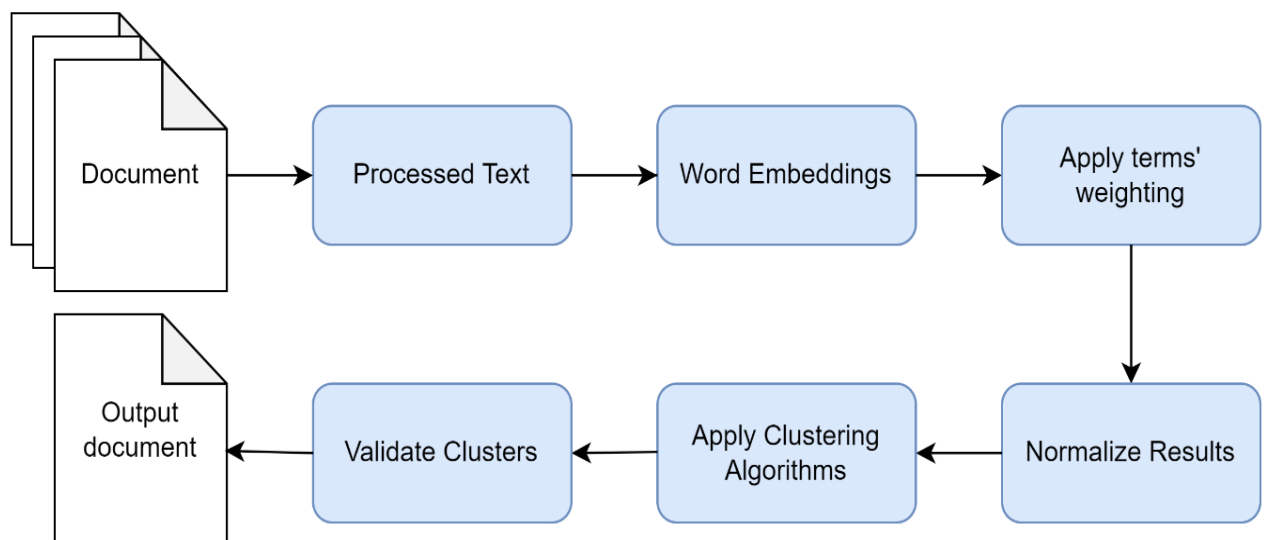 Document
Processed Text
Word Embeddings
Apply terms'
weighting
Output
document
Validate Clusters
Apply Clustering
Algorithms
Normalize Results